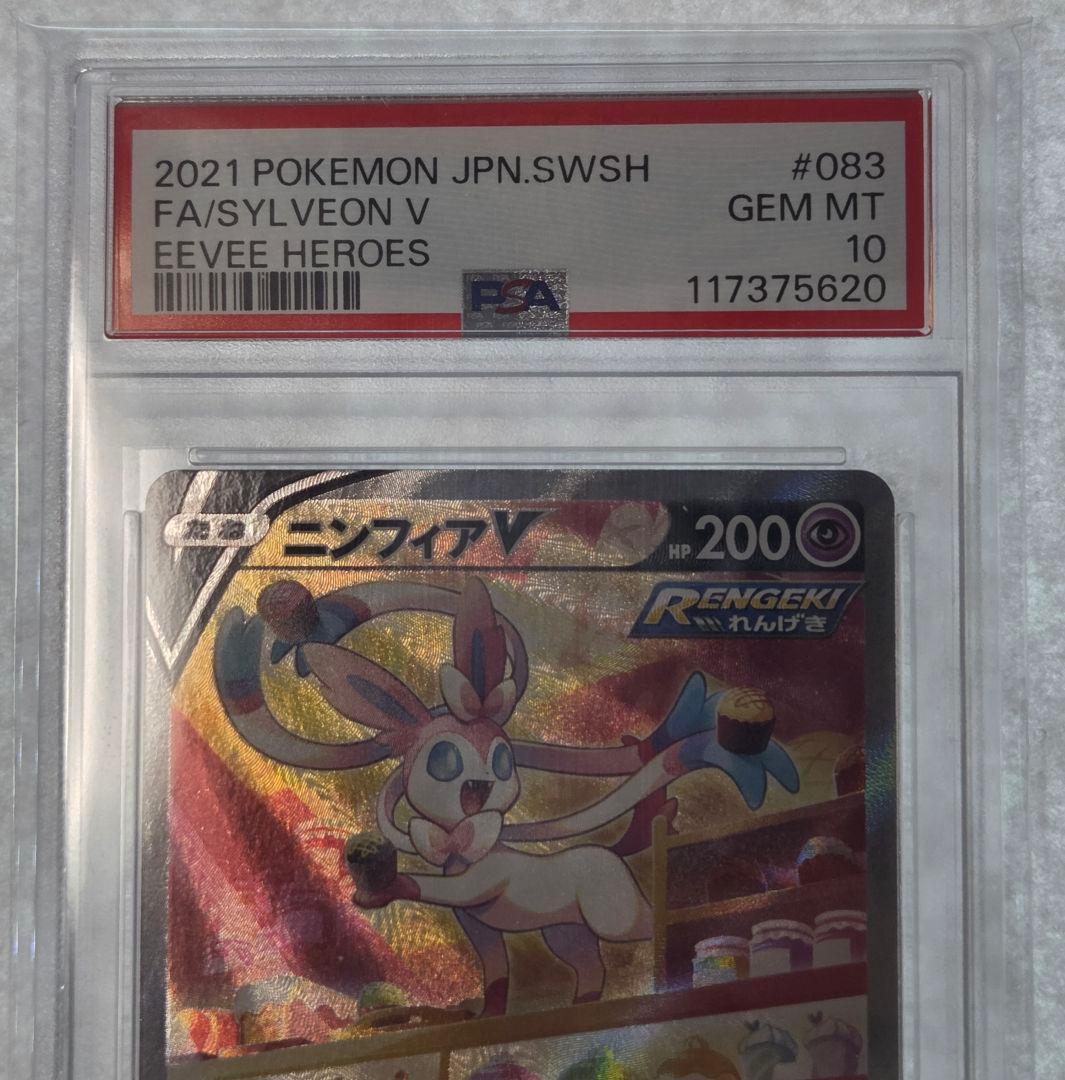 2021 POKEMON JPN.SWSH #083
FA/SYLVEON V GEM MT
EEVEE HEROES 10
PSA 117375620
たね ニンフィアV HP 200
RENGEKI
れんげき